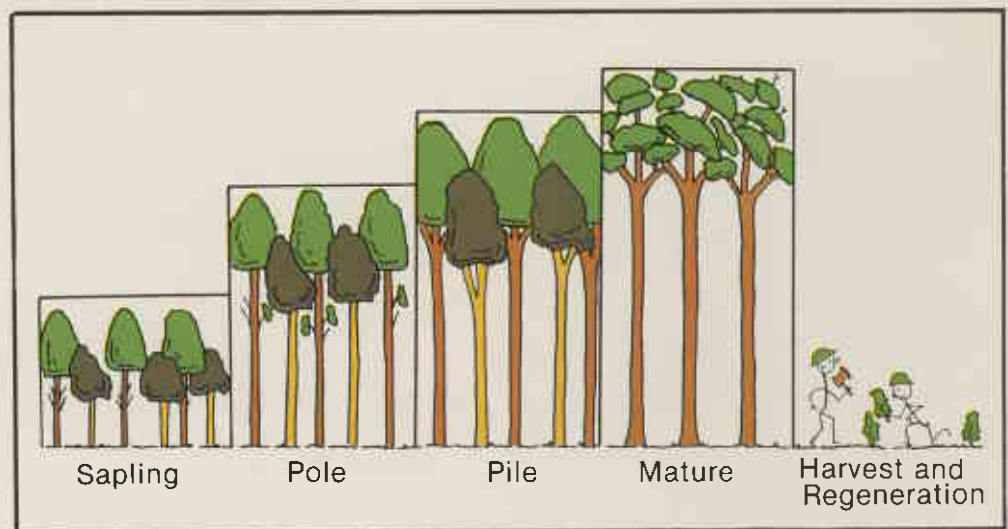 Sapling
Pole
Pile
Mature
Harvest and
Regeneration